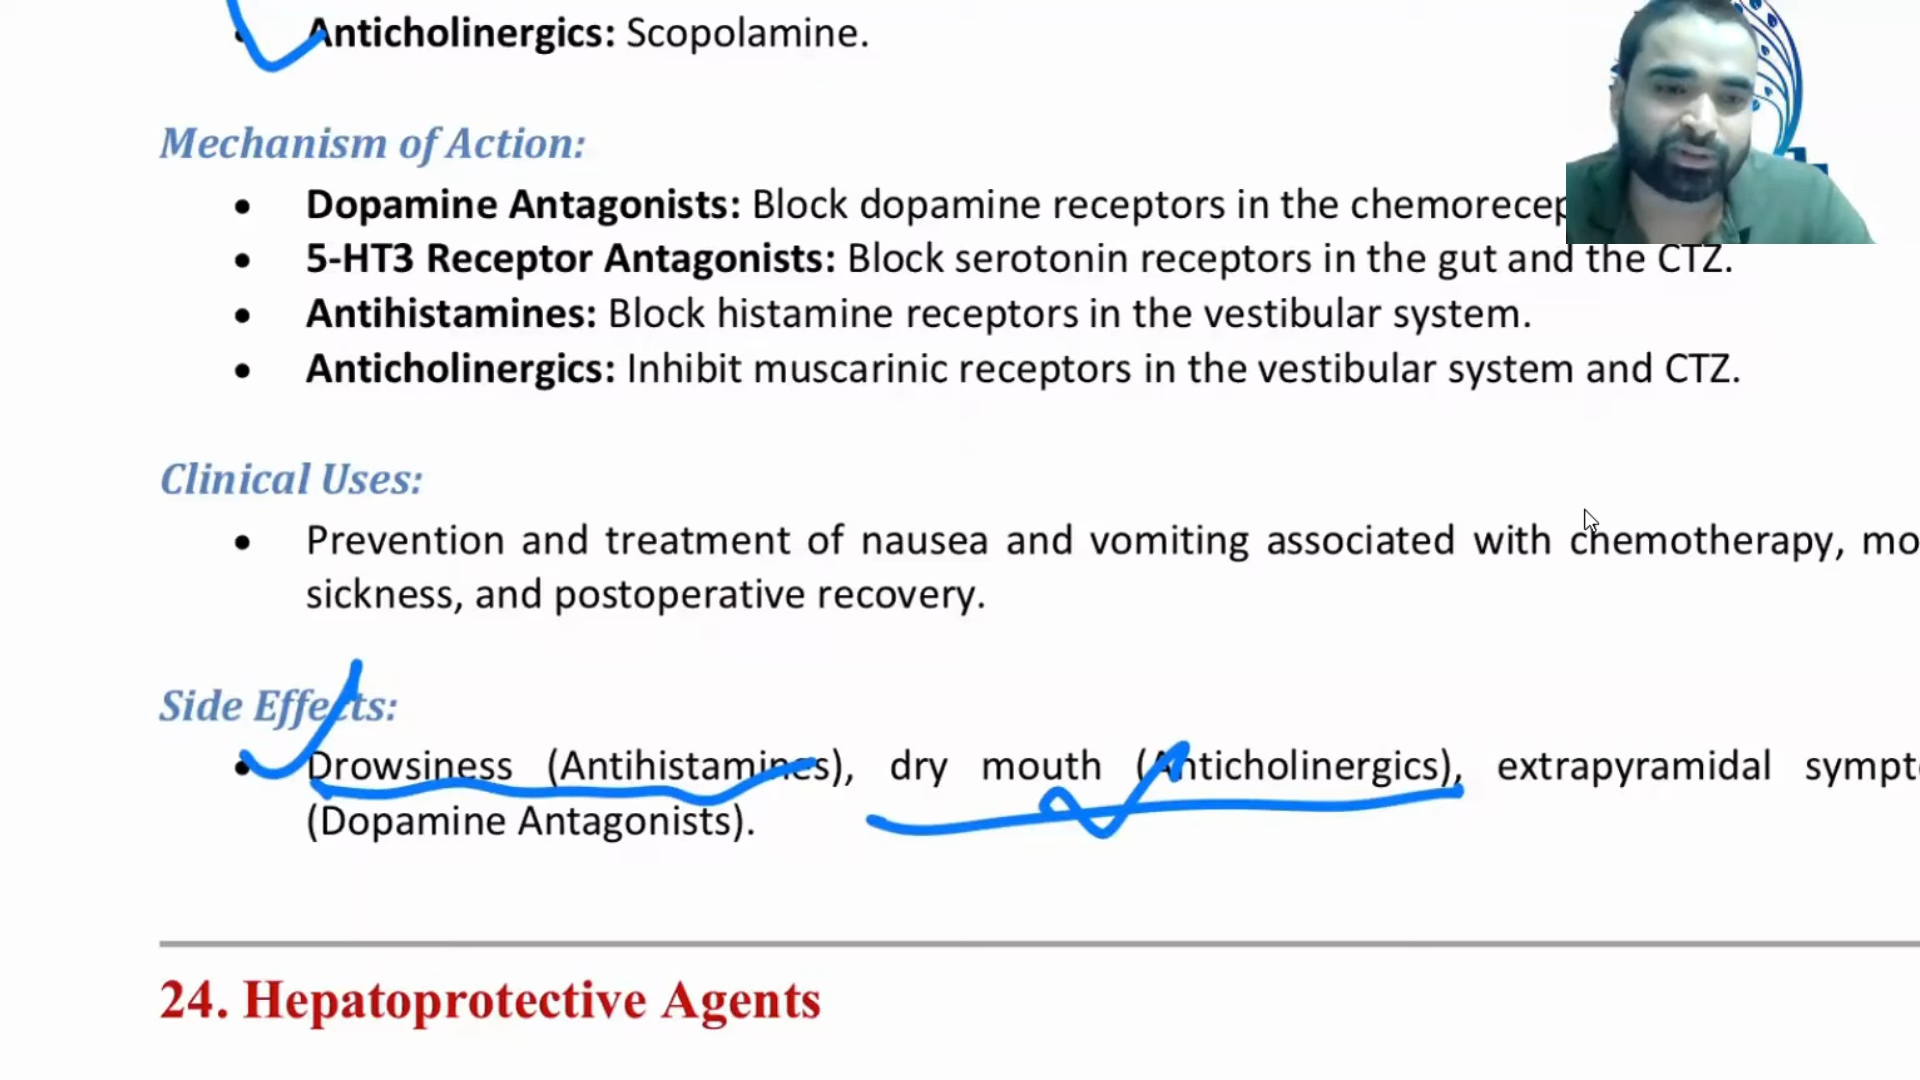 Anticholinergics: Scopolamine.
Mechanism of Action:
• Dopamine Antagonists: Block dopamine receptors in the
• 5-HT3 Receptor Antagonists: Block serotonin receptors in the gut and the CTZ.
• Antihistamines: Block histamine receptors in the vestibular system.
• Anticholinergics: Inhibit muscarinic receptors in the vestibular system and CTZ.
Clinical Uses:
• Prevention and treatment of nausea and vomiting associated with chemotherapy,
sickness, and postoperative recovery.
Side Effects:
• Drowsiness (Antihistamines), dry mouth (Anticholinergics), extrapyramidal
(Dopamine Antagonists).
24. Hepatoprotective Agents